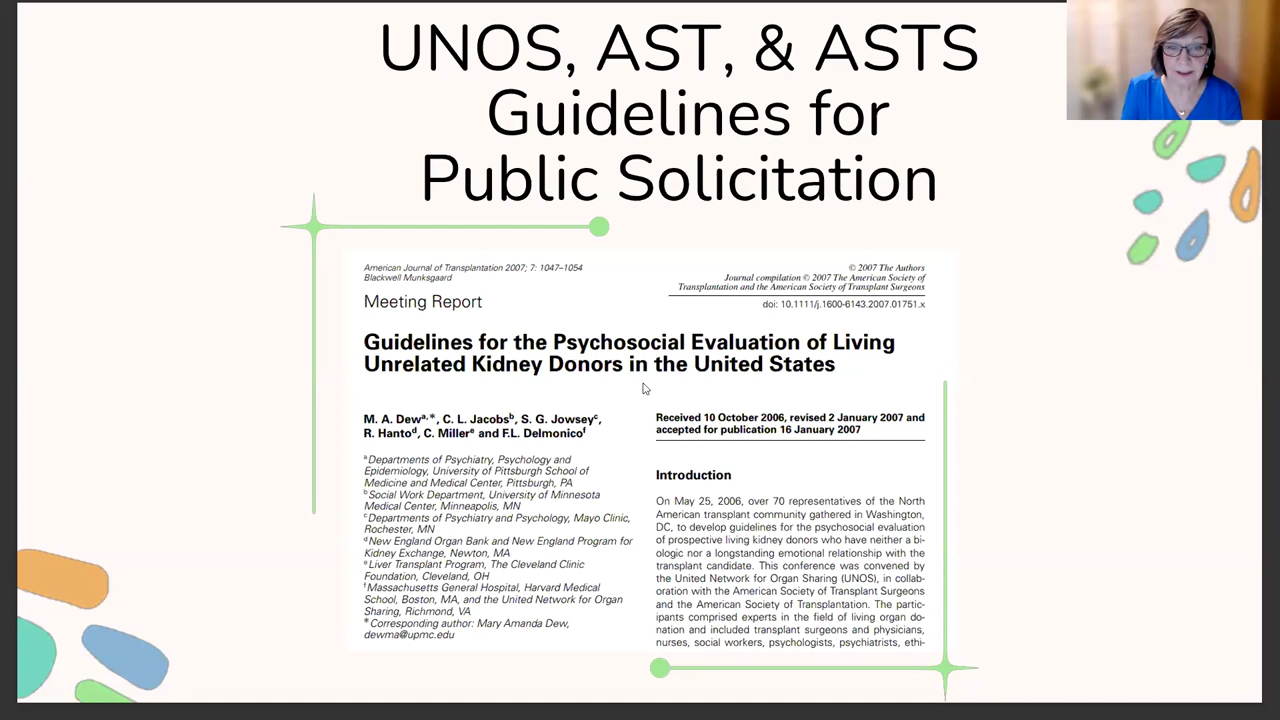 UNOS, AST, & ASTS
Guidelines for
Public Solicitation
American Journal of Transplantation 2007; 7: 1047–1054
Blackwell Munksgaard
© 2007 The Authors
Journal compilation © 2007 The American Society of
Transplantation and the American Society of Transplant Surgeons
Meeting Report
doi: 10.1111/j.1600-6143.2007.01751.x
Guidelines for the Psychosocial Evaluation of Living
Unrelated Kidney Donors in the United States
M. A. Dewᵃ,*, C. L. Jacobsᵇ, S. G. Jowseyᶜ,
R. Hantoᵈ, C. Millerᵉ and F.L. Delmonicoᶠ
ᵃDepartments of Psychiatry, Psychology and
Epidemiology, University of Pittsburgh School of
Medicine and Medical Center, Pittsburgh, PA
ᵇSocial Work Department, University of Minnesota
Medical Center, Minneapolis, MN
ᶜDepartments of Psychiatry and Psychology, Mayo Clinic,
Rochester, MN
ᵈNew England Organ Bank and New England Program for
Kidney Exchange, Newton, MA
ᵉLiver Transplant Program, The Cleveland Clinic
Foundation, Cleveland, OH
ᶠMassachusetts General Hospital, Harvard Medical
School, Boston, MA, and the United Network for Organ
Sharing, Richmond, VA
*Corresponding author: Mary Amanda Dew,
dewma@upmc.edu
Received 10 October 2006, revised 2 January 2007 and
accepted for publication 16 January 2007
Introduction
On May 25, 2006, over 70 representatives of the North
American transplant community gathered in Washington,
DC, to develop guidelines for the psychosocial evaluation
of prospective living kidney donors who have neither a bi-
ologic nor a longstanding emotional relationship with the
transplant candidate. This conference was convened by
the United Network for Organ Sharing (UNOS), in collab-
oration with the American Society of Transplant Surgeons
and the American Society of Transplantation. The partic-
ipants comprised experts in the field of living organ do-
nation and included transplant surgeons and physicians,
nurses, social workers, psychologists, psychiatrists, ethi-